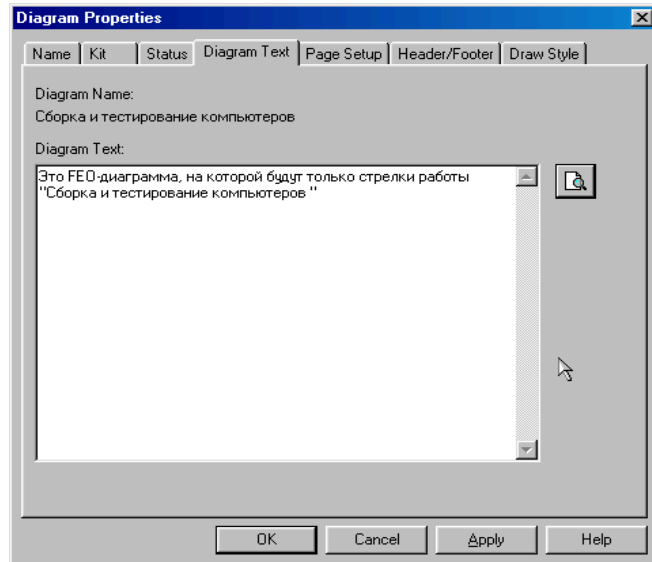 Diagram Properties
Name Kit Status Diagram Text Page Setup Header/Footer Draw Style
Diagram Name:
Сборка и тестирование компьютеров
Diagram Text:
Это FEO-диаграмма, на которой будут только стрелки работы
"Сборка и тестирование компьютеров "
OK Cancel Apply Help